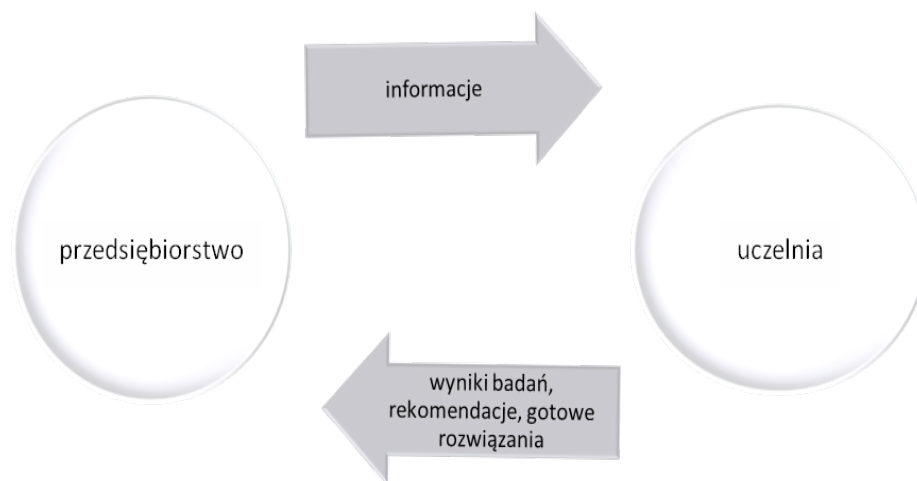 informacje
przedsiębiorstwo
uczelnia
wyniki badań,
rekomendacje, gotowe
rozwiązania